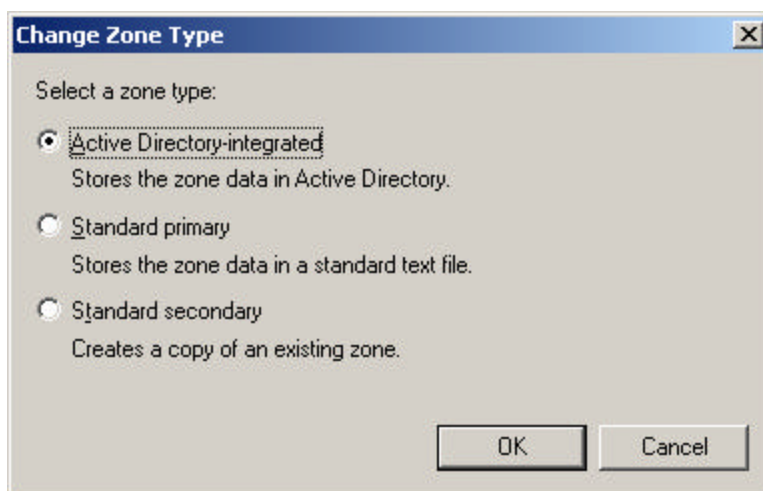 Change Zone Type
Select a zone type:
Active Directory-integrated
Stores the zone data in Active Directory.
Standard primary
Stores the zone data in a standard text file.
Standard secondary
Creates a copy of an existing zone.
OK Cancel